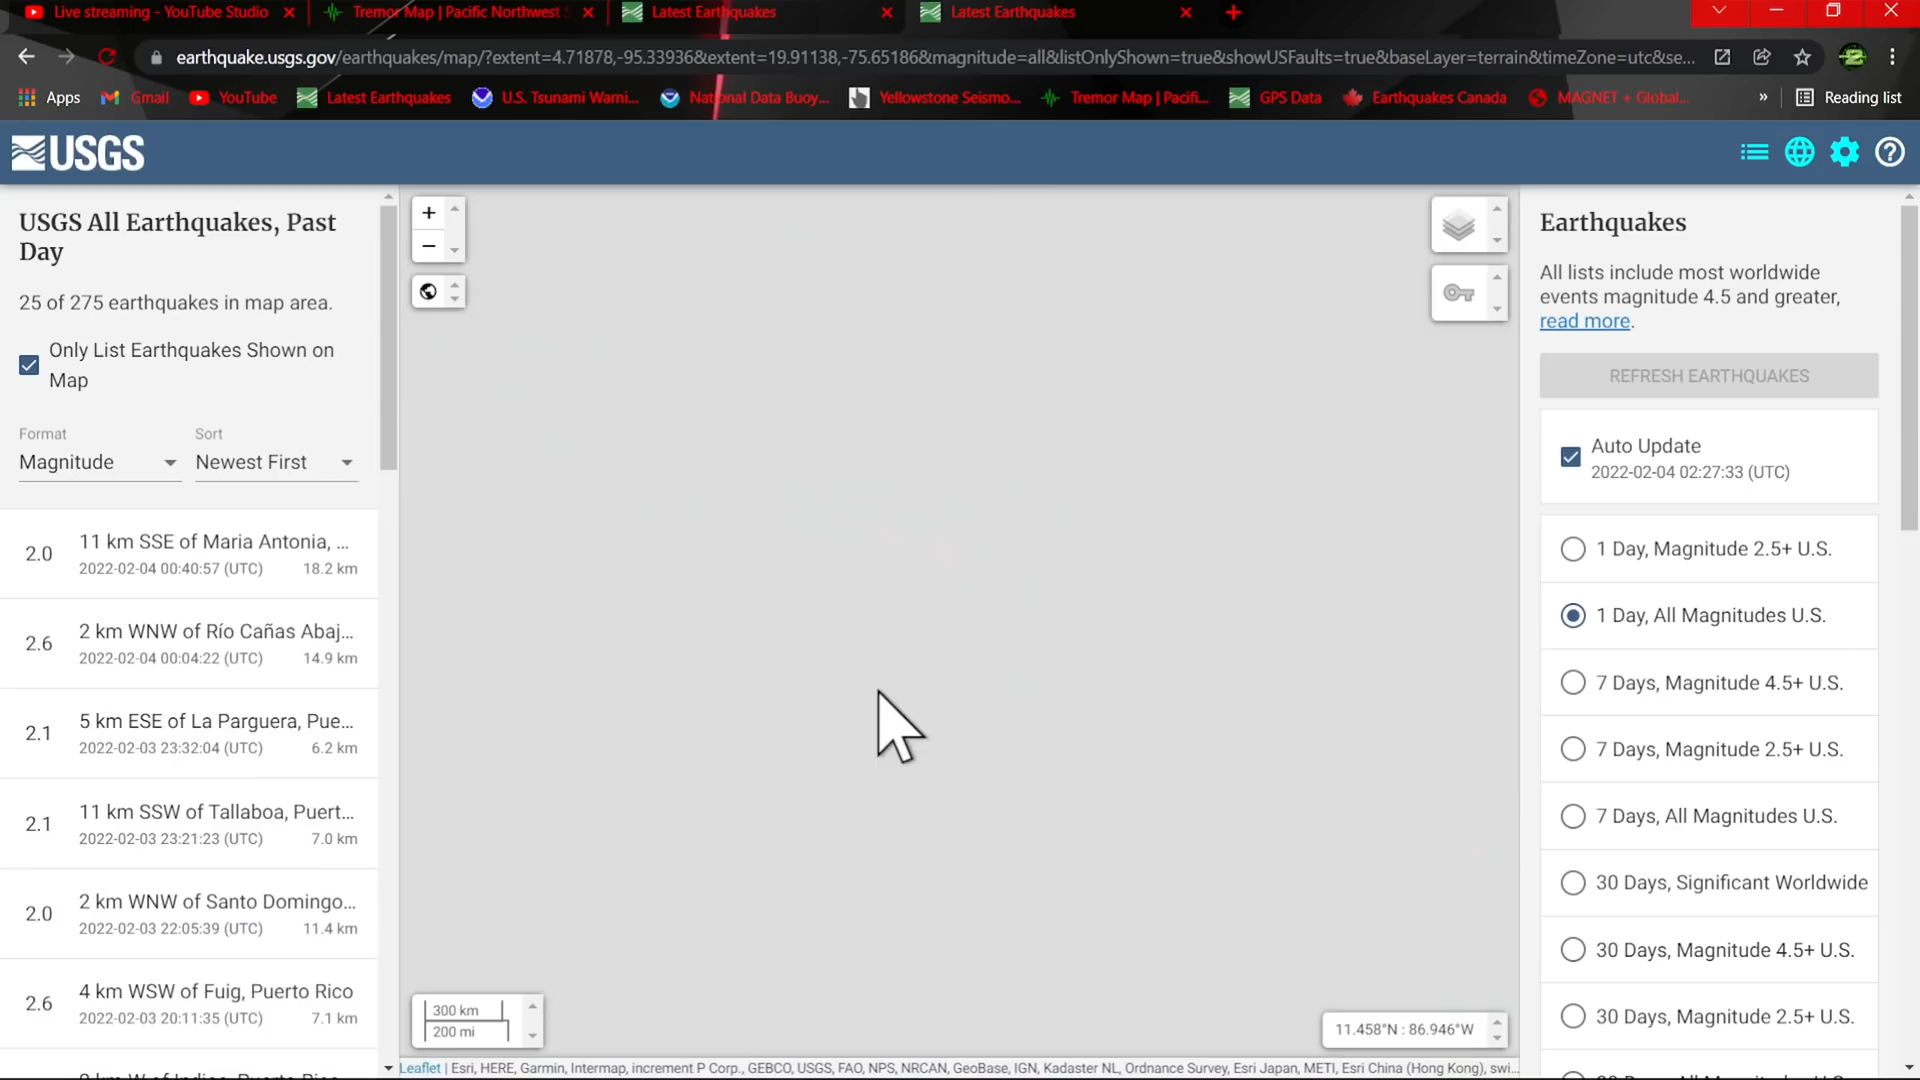 Live streaming - YouTube Studio
Tremor Map | Pacific Northwest
Latest Earthquakes
Latest Earthquakes
earthquake.usgs.gov/earthquakes/map/?extent=4.71878,-95.33936&extent=19.91138,-75.65186&magnitude=all&listOnlyShown=true&showUSFaults=true&baseLayer=terrain&timeZone=utc&se...
Apps
Gmail
YouTube
Latest Earthquakes
U.S. Tsunami Warni...
National Data Buoy...
Yellowstone Seismo...
Tremor Map | Pacifi...
GPS Data
Earthquakes Canada
MAGNET + Global...
»
Reading list
USGS
USGS All Earthquakes, Past
Day
25 of 275 earthquakes in map area.
Only List Earthquakes Shown on
Map
Format
Sort
Magnitude
Newest First
2.0
11 km SSE of Maria Antonia, ...
2022-02-04 00:40:57 (UTC)
18.2 km
2.6
2 km WNW of Río Cañas Abaj...
2022-02-04 00:04:22 (UTC)
14.9 km
2.1
5 km ESE of La Parguera, Pue...
2022-02-03 23:32:04 (UTC)
6.2 km
2.1
11 km SSW of Tallaboa, Puert...
2022-02-03 23:21:23 (UTC)
7.0 km
2.0
2 km WNW of Santo Domingo...
2022-02-03 22:05:39 (UTC)
11.4 km
2.6
4 km WSW of Fuig, Puerto Rico
2022-02-03 20:11:35 (UTC)
7.1 km
+
−
300 km
200 mi
11.458°N : 86.946°W
Leaflet | Esri, HERE, Garmin, Intermap, increment P Corp., GEBCO, USGS, FAO, NPS, NRCAN, GeoBase, IGN, Kadaster NL, Ordnance Survey, Esri Japan, METI, Esri China (Hong Kong), swi...
Earthquakes
All lists include most worldwide
events magnitude 4.5 and greater,
read more.
REFRESH EARTHQUAKES
Auto Update
2022-02-04 02:27:33 (UTC)
1 Day, Magnitude 2.5+ U.S.
1 Day, All Magnitudes U.S.
7 Days, Magnitude 4.5+ U.S.
7 Days, Magnitude 2.5+ U.S.
7 Days, All Magnitudes U.S.
30 Days, Significant Worldwide
30 Days, Magnitude 4.5+ U.S.
30 Days, Magnitude 2.5+ U.S.